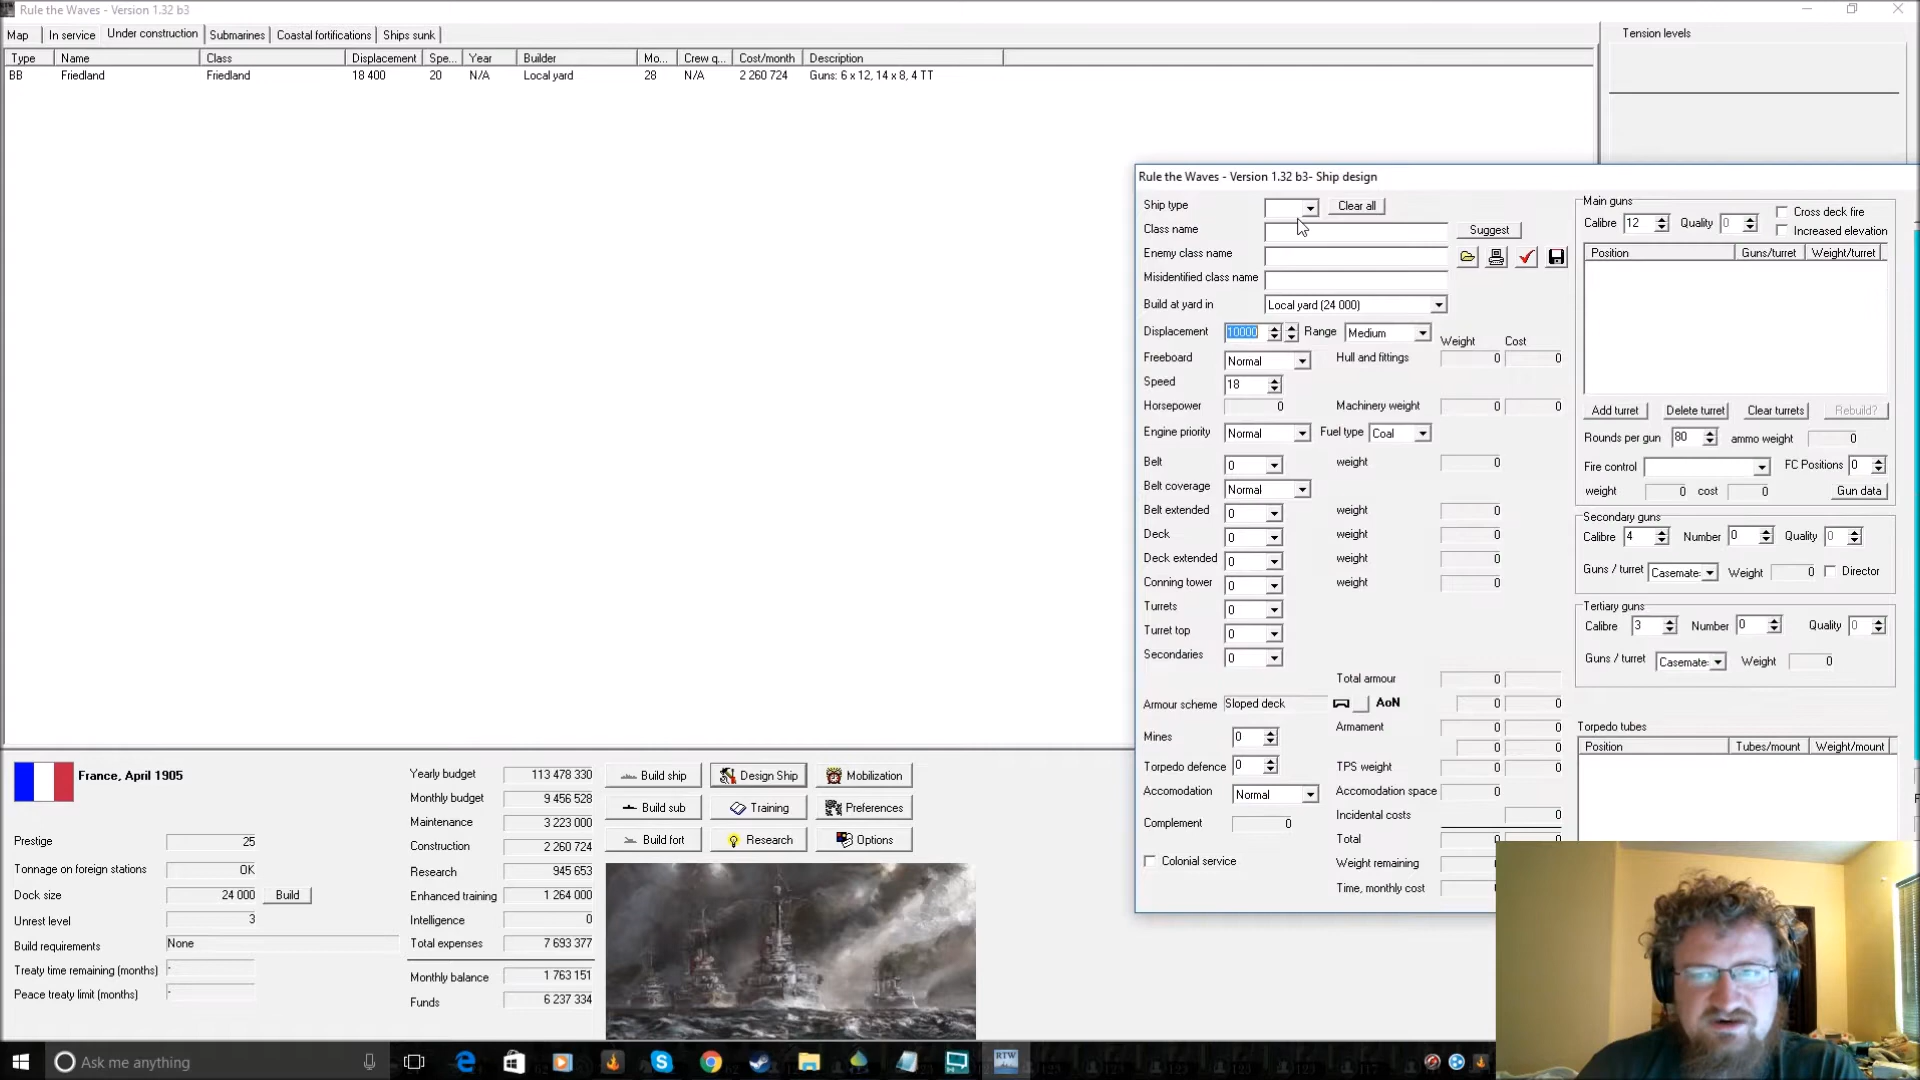 Rule the Waves - Version 1.32 b3
Map In service Under construction Submarines Coastal fortifications Ships sunk
Type Name Class Displacement Spe... Year Builder Mo... Crew q... Cost/month Description
BB Friedland Friedland 18 400 20 N/A Local yard 28 N/A 2 260 724 Guns: 6 x 12, 14 x 8, 4 TT
Tension levels
Rule the Waves - Version 1.32 b3- Ship design
Ship type Clear all
Class name Suggest
Enemy class name
Misidentified class name
Build at yard in Local yard (24 000)
Displacement 10000 Range Medium
Weight Cost
Freeboard Normal Hull and fittings 0 0
Speed 18
Horsepower 0 Machinery weight 0 0
Engine priority Normal Fuel type Coal
Belt 0 weight 0
Belt coverage Normal
Belt extended 0 weight 0
Deck 0 weight 0
Deck extended 0 weight 0
Conning tower 0 weight 0
Turrets 0
Turret top 0
Secondaries 0
Total armour 0
Armour scheme Sloped deck AoN 0 0
Armament 0 0
Mines 0 0 0
Torpedo defence 0 TPS weight 0 0
Accomodation Normal Accomodation space 0
Complement 0 Incidental costs 0
Total 0 0
Colonial service Weight remaining
Time, monthly cost
Main guns
Calibre 12 Quality 0 Cross deck fire
Increased elevation
Position Guns/turret Weight/turret
Add turret Delete turret Clear turrets Rebuild?
Rounds per gun 80 ammo weight 0
Fire control FC Positions 0
weight 0 cost 0 Gun data
Secondary guns
Calibre 4 Number 0 Quality 0
Guns / turret Casemate: Weight 0 Director
Tertiary guns
Calibre 3 Number 0 Quality 0
Guns / turret Casemate: Weight 0
Torpedo tubes
Position Tubes/mount Weight/mount
France, April 1905
Prestige 25
Tonnage on foreign stations OK
Dock size 24 000 Build
Unrest level 3
Build requirements None
Treaty time remaining (months) -
Peace treaty limit (months) -
Yearly budget 113 478 330
Monthly budget 9 456 528
Maintenance 3 223 000
Construction 2 260 724
Research 945 653
Enhanced training 1 264 000
Intelligence 0
Total expenses 7 693 377
Monthly balance 1 763 151
Funds 6 237 334
Build ship Design Ship Mobilization
Build sub Training Preferences
Build fort Research Options
Ask me anything
RTW